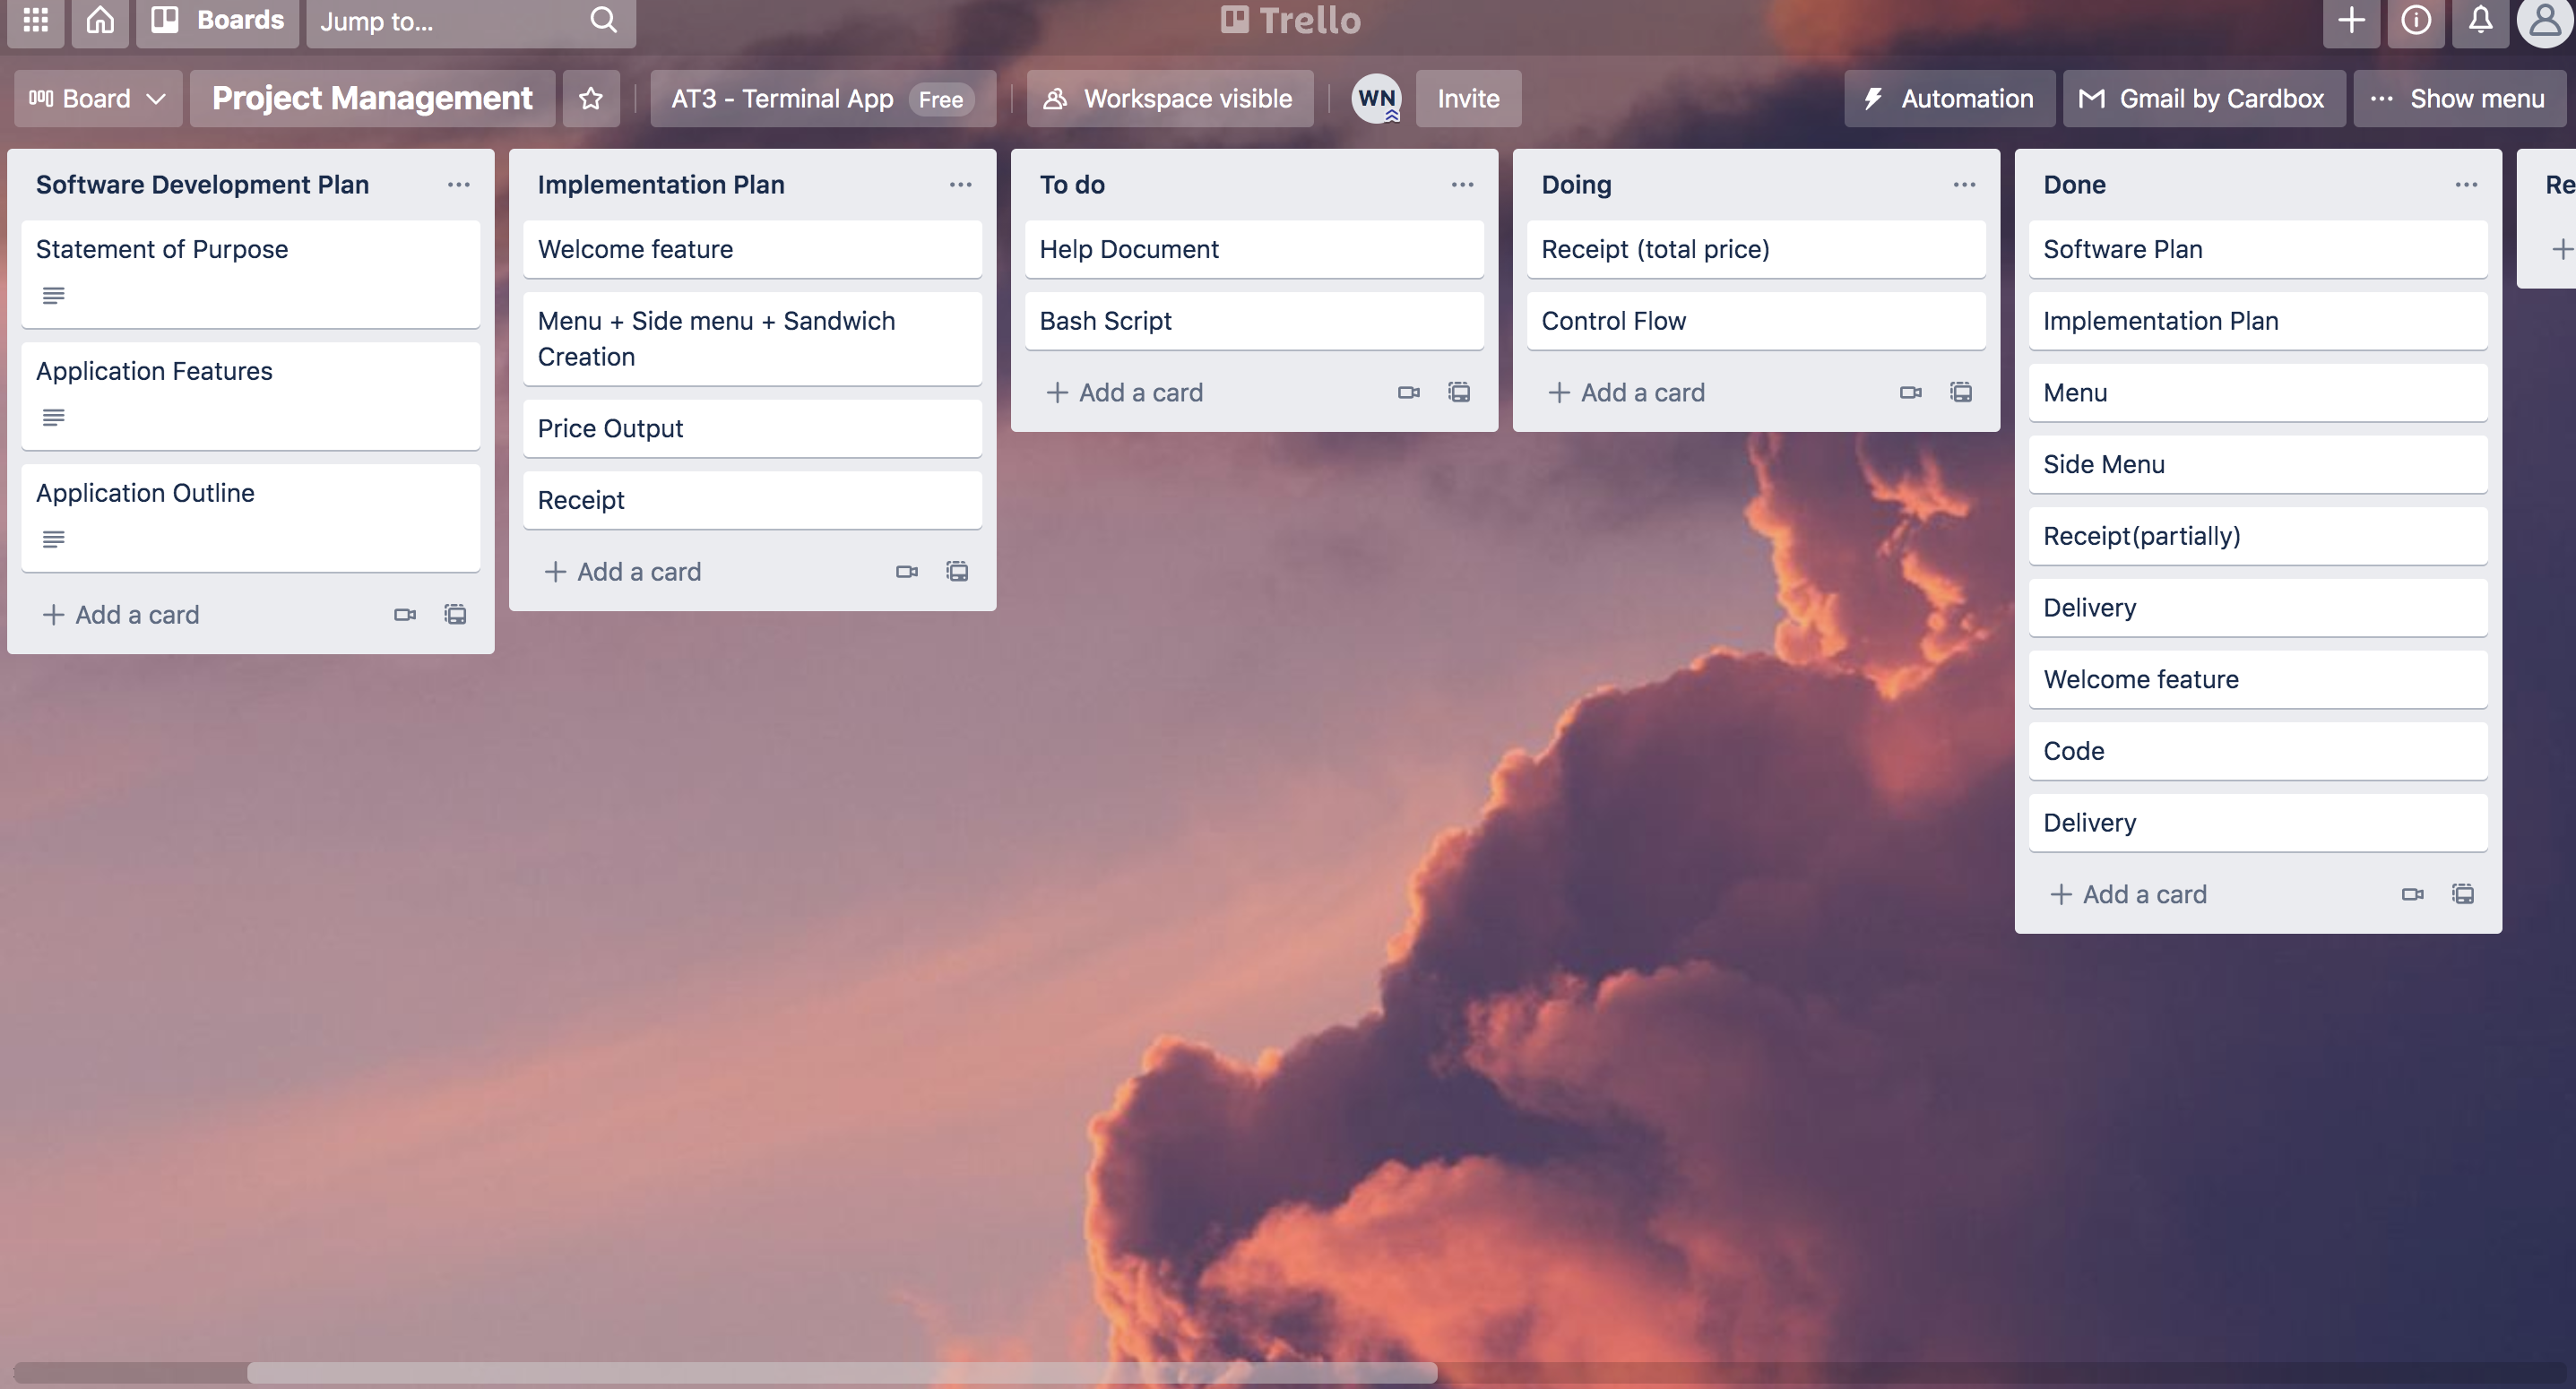 Boards
Jump to...
Trello
Board
Project Management
AT3 - Terminal App Free
Workspace visible
WN
Invite
Automation
Gmail by Cardbox
Show menu
Software Development Plan
Statement of Purpose
Application Features
Application Outline
Add a card
Implementation Plan
Welcome feature
Menu + Side menu + Sandwich
Creation
Price Output
Receipt
Add a card
To do
Help Document
Bash Script
Add a card
Doing
Receipt (total price)
Control Flow
Add a card
Done
Software Plan
Implementation Plan
Menu
Side Menu
Receipt(partially)
Delivery
Welcome feature
Code
Delivery
Add a card
Re